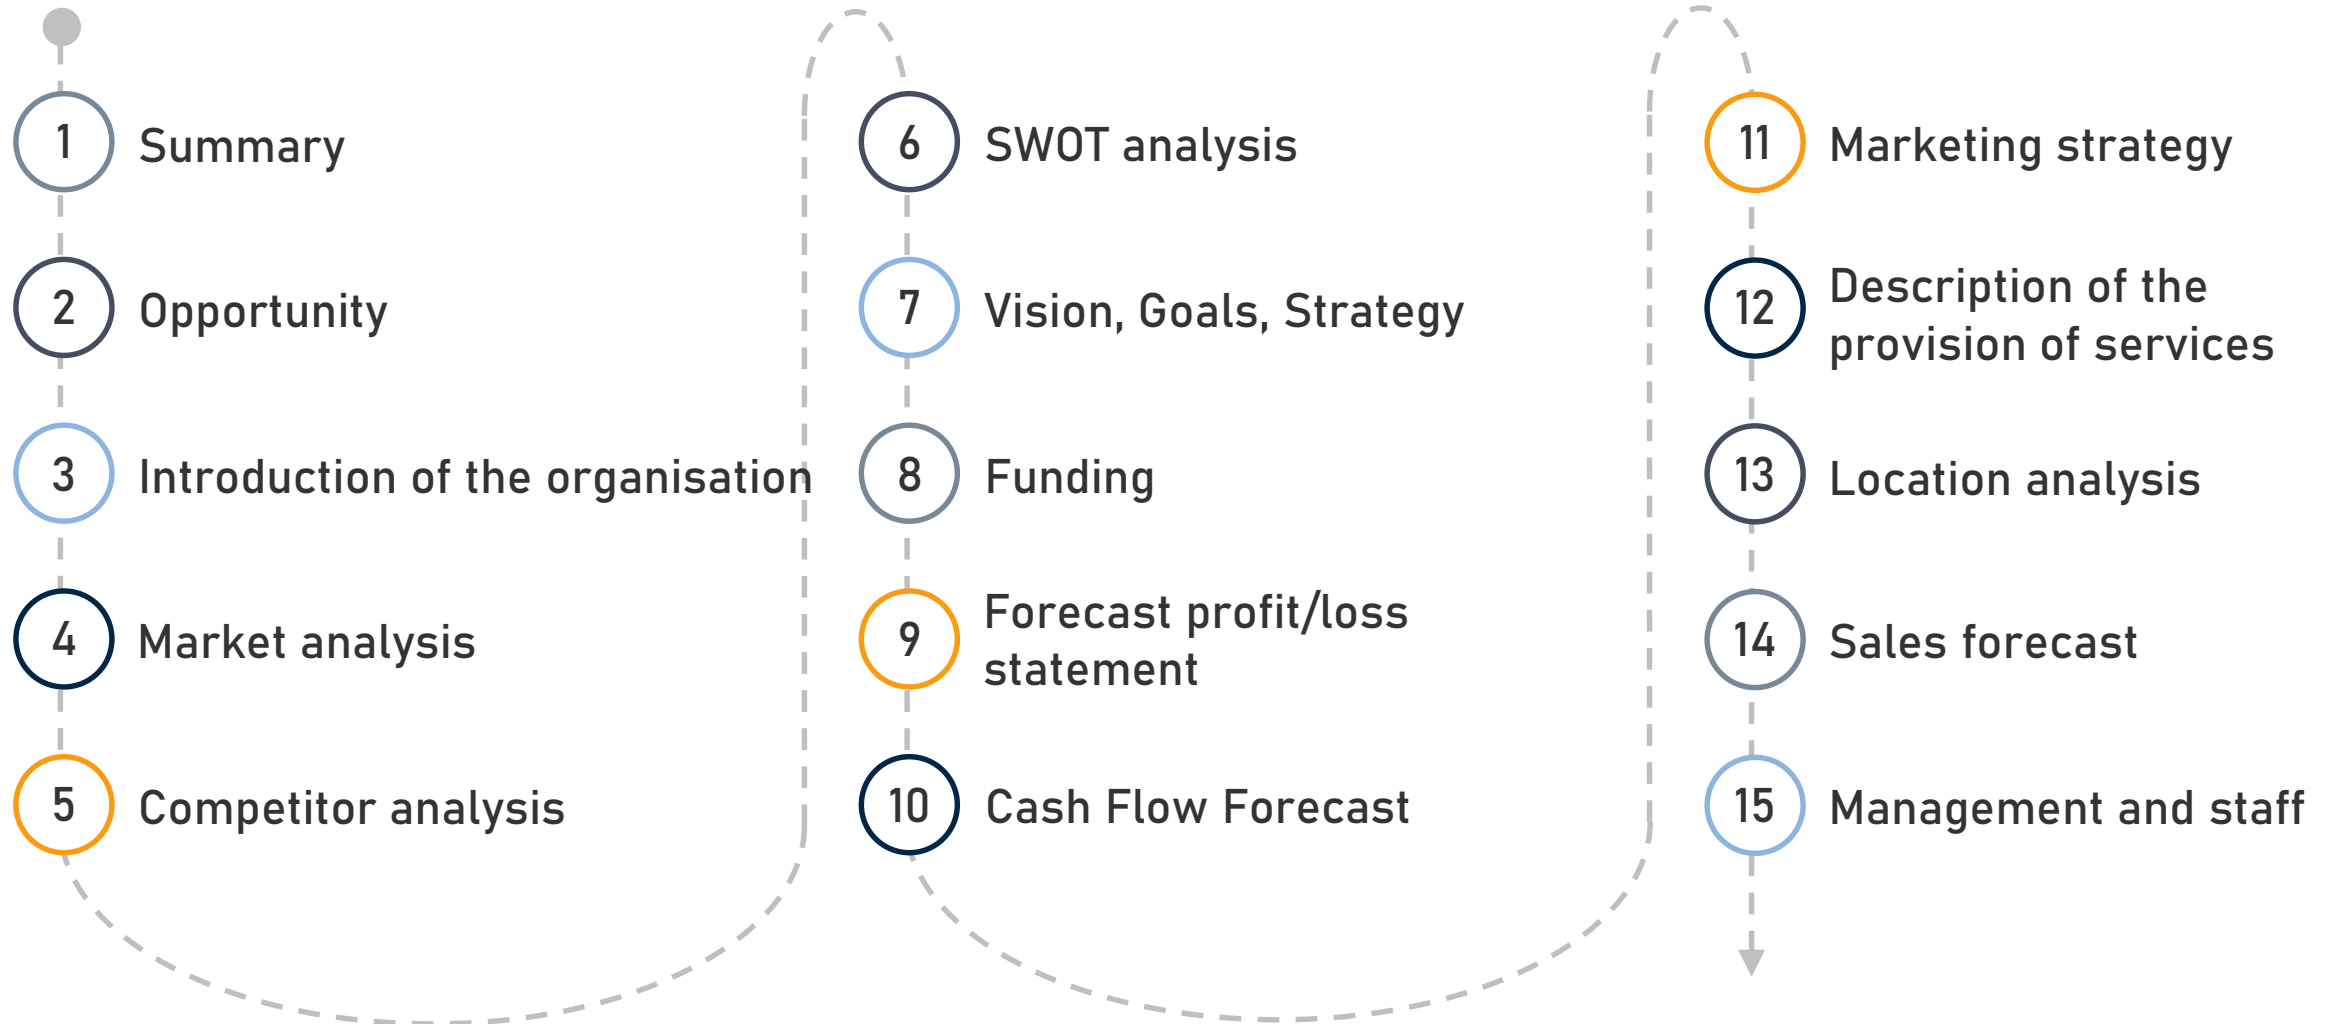 1
Summary
2
Opportunity
3
Introduction of the organisation
4
Market analysis
5
Competitor analysis
6
SWOT analysis
7
Vision, Goals, Strategy
8
Funding
9
Forecast profit/loss
statement
10
Cash Flow Forecast
11
Marketing strategy
12
Description of the
provision of services
13
Location analysis
14
Sales forecast
15
Management and staff